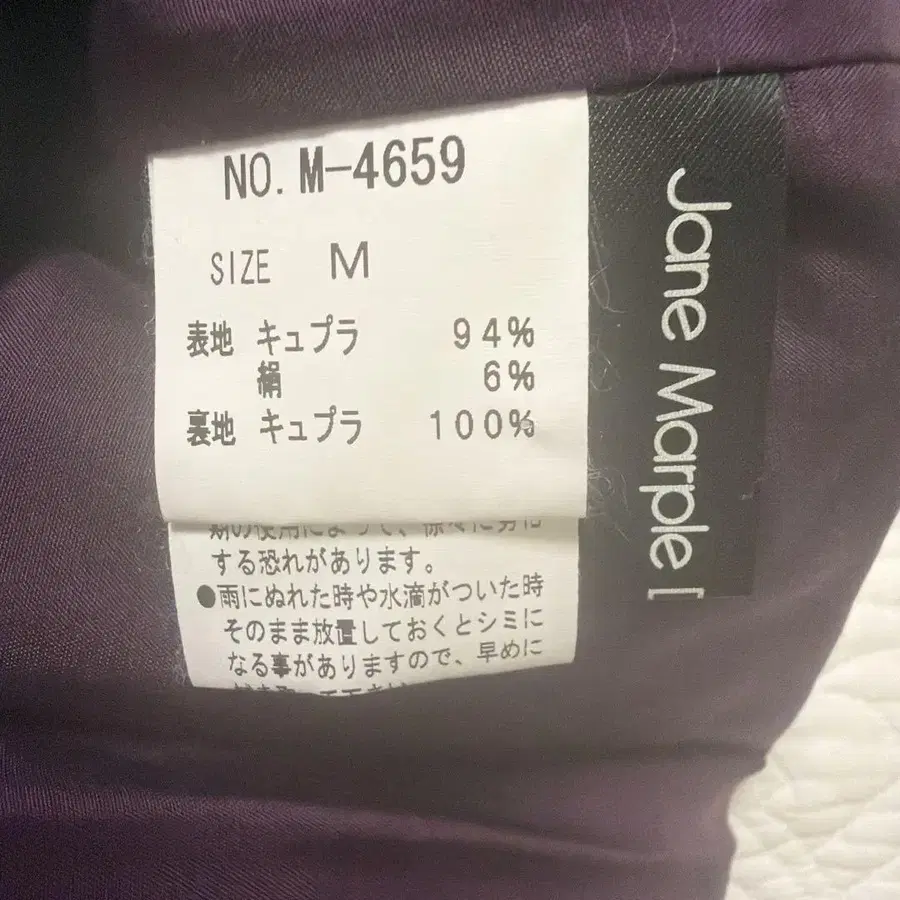 NO. M-4659
SIZE M
表地 キュプラ 94%
絹 6%
裏地 キュプラ 100%
する恐れがあります。
●雨にぬれた時や水滴がついた時
そのまま放置しておくとシミに
なる事がありますので、早めに
Jane Marple [